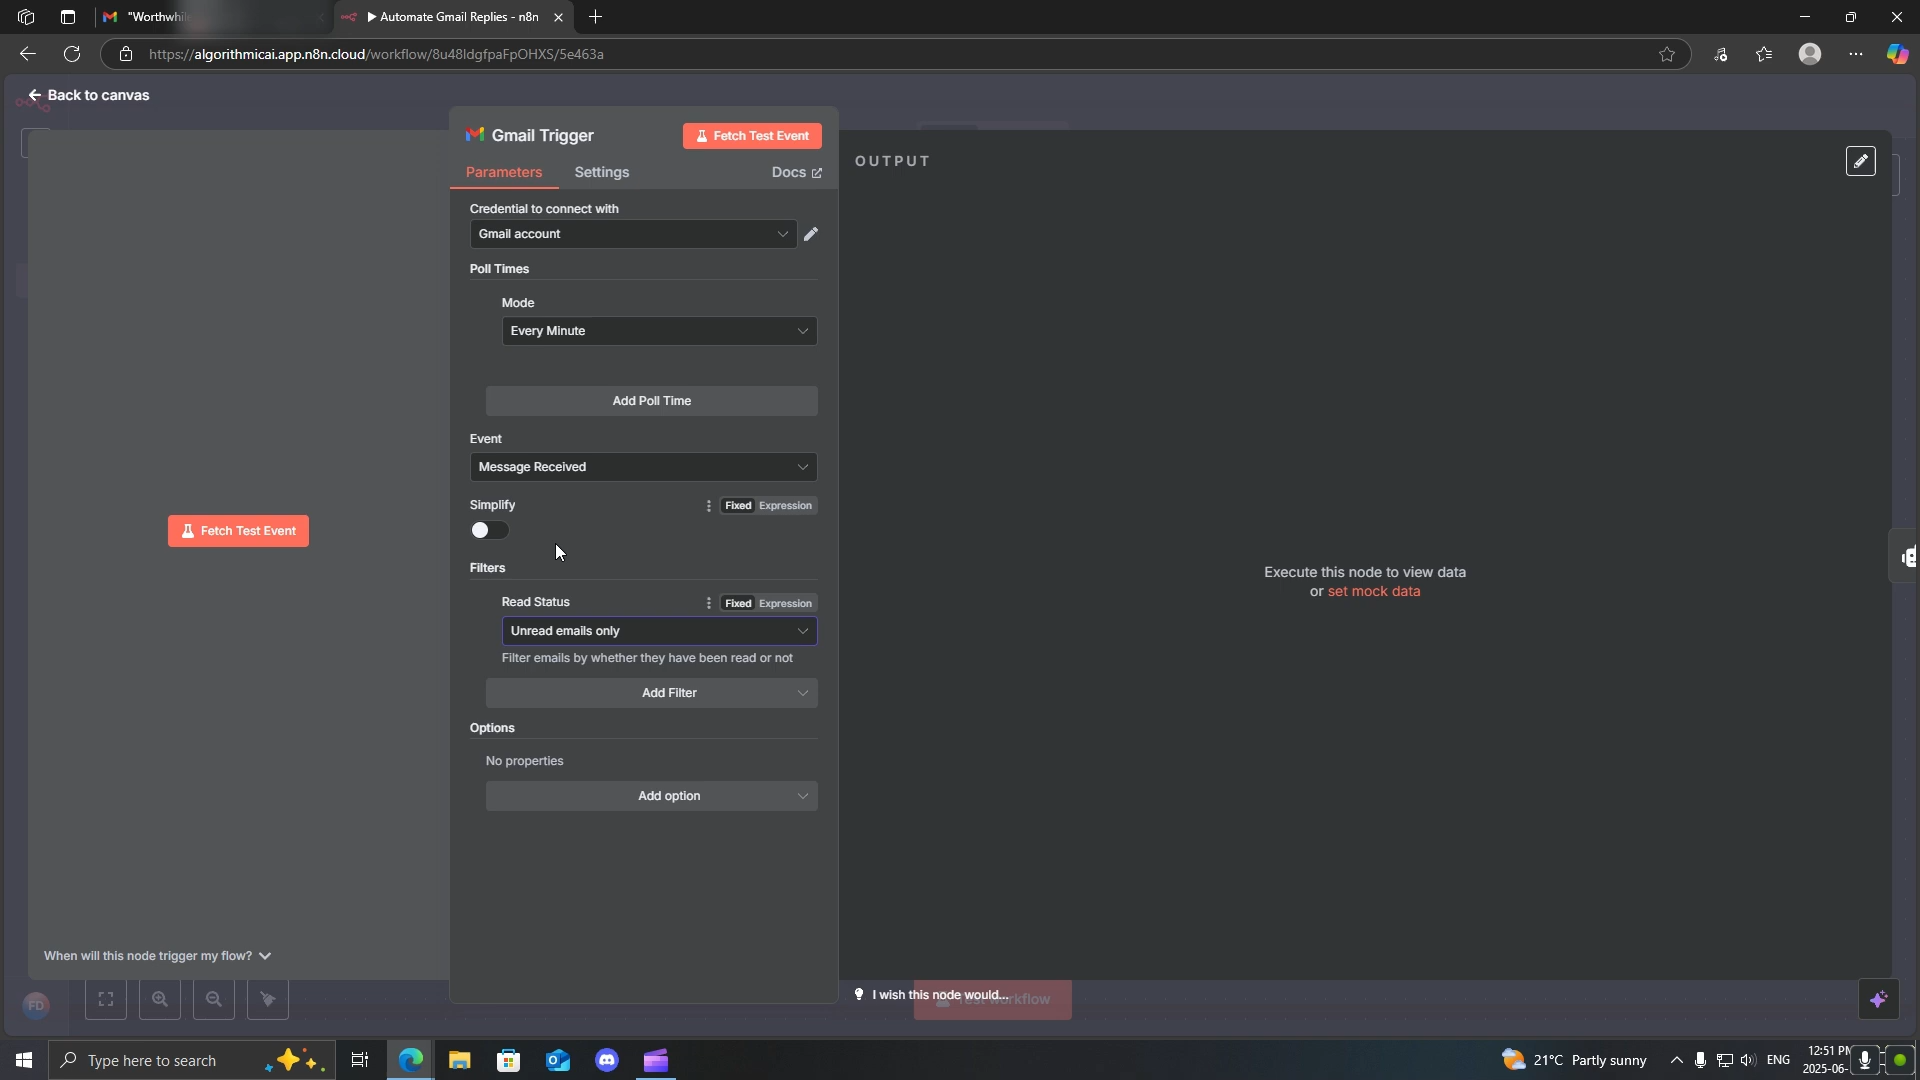 "Worthwhile
Automate Gmail Replies - n8n
https://algorithmicai.app.n8n.cloud/workflow/8u48ldgfpaFpOHXS/5e463a
Back to canvas
Gmail Trigger
Fetch Test Event
Parameters
Settings
Docs
OUTPUT
Credential to connect with
Gmail account
Poll Times
Mode
Every Minute
Add Poll Time
Event
Message Received
Simplify
Fixed Expression
Fetch Test Event
Filters
Read Status
Fixed Expression
Unread emails only
Filter emails by whether they have been read or not
Add Filter
Options
No properties
Add option
Execute this node to view data
or set mock data
When will this node trigger my flow?
FD
I wish this node would...
Type here to search
21°C Partly sunny
ENG
12:51
2025-06-